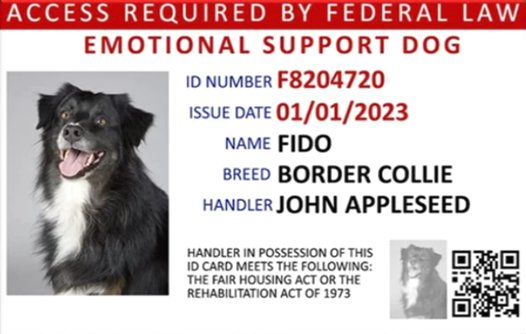 ACCESS REQUIRED BY FEDERAL LAW
EMOTIONAL SUPPORT DOG
ID NUMBER F8204720
ISSUE DATE 01/01/2023
NAME FIDO
BREED BORDER COLLIE
HANDLER JOHN APPLESEED
HANDLER IN POSSESSION OF THIS
ID CARD MEETS THE FOLLOWING:
THE FAIR HOUSING ACT OR THE
REHABILITATION ACT OF 1973